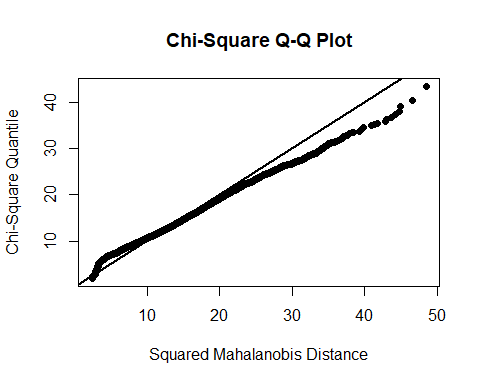 Chi-Square Q-Q Plot
Chi-Square Quantile
40
30
20
10
10 20 30 40 50
Squared Mahalanobis Distance